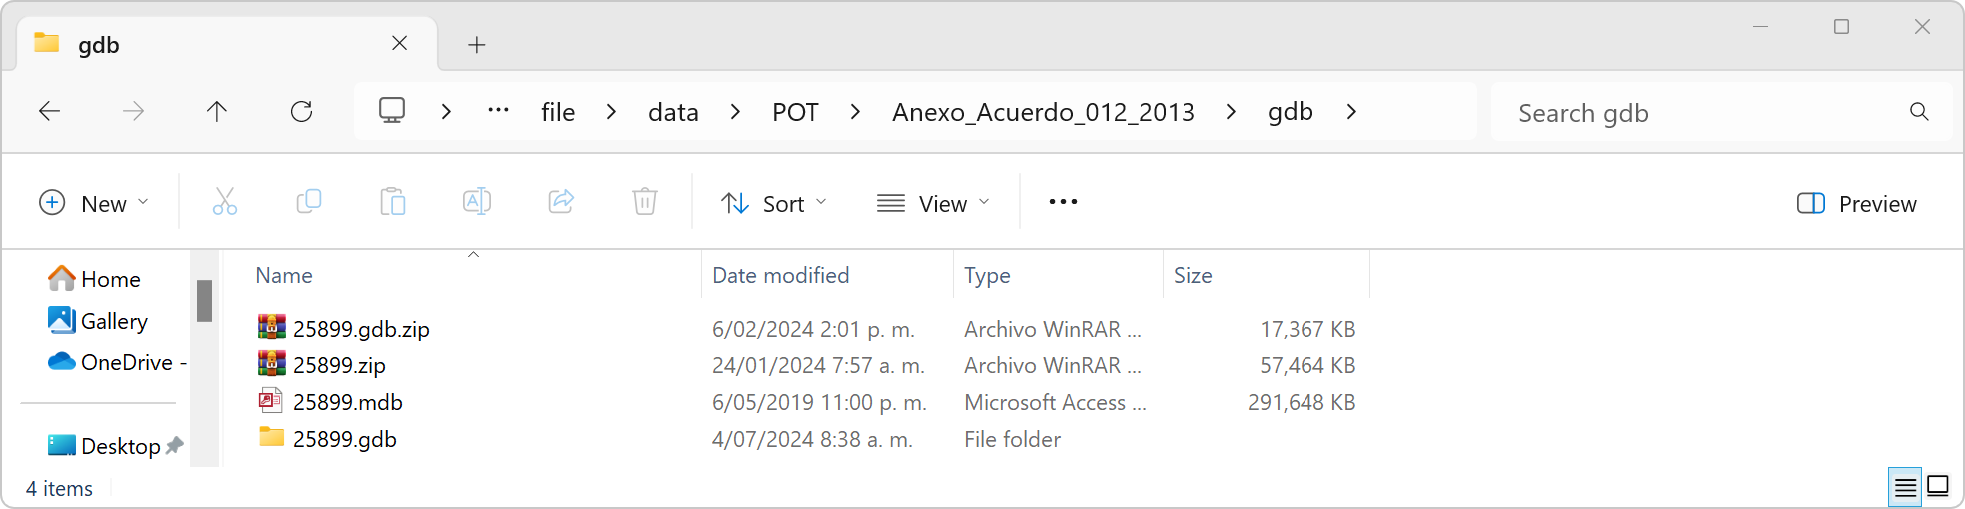 gdb
file > data > POT > Anexo_Acuerdo_012_2013 > gdb >
Search gdb
New
Sort
View
Preview
Home
Gallery
OneDrive -
Desktop
Name Date modified Type Size
25899.gdb.zip 6/02/2024 2:01 p. m. Archivo WinRAR ... 17,367 KB
25899.zip 24/01/2024 7:57 a. m. Archivo WinRAR ... 57,464 KB
25899.mdb 6/05/2019 11:00 p. m. Microsoft Access ... 291,648 KB
25899.gdb 4/07/2024 8:38 a. m. File folder
4 items